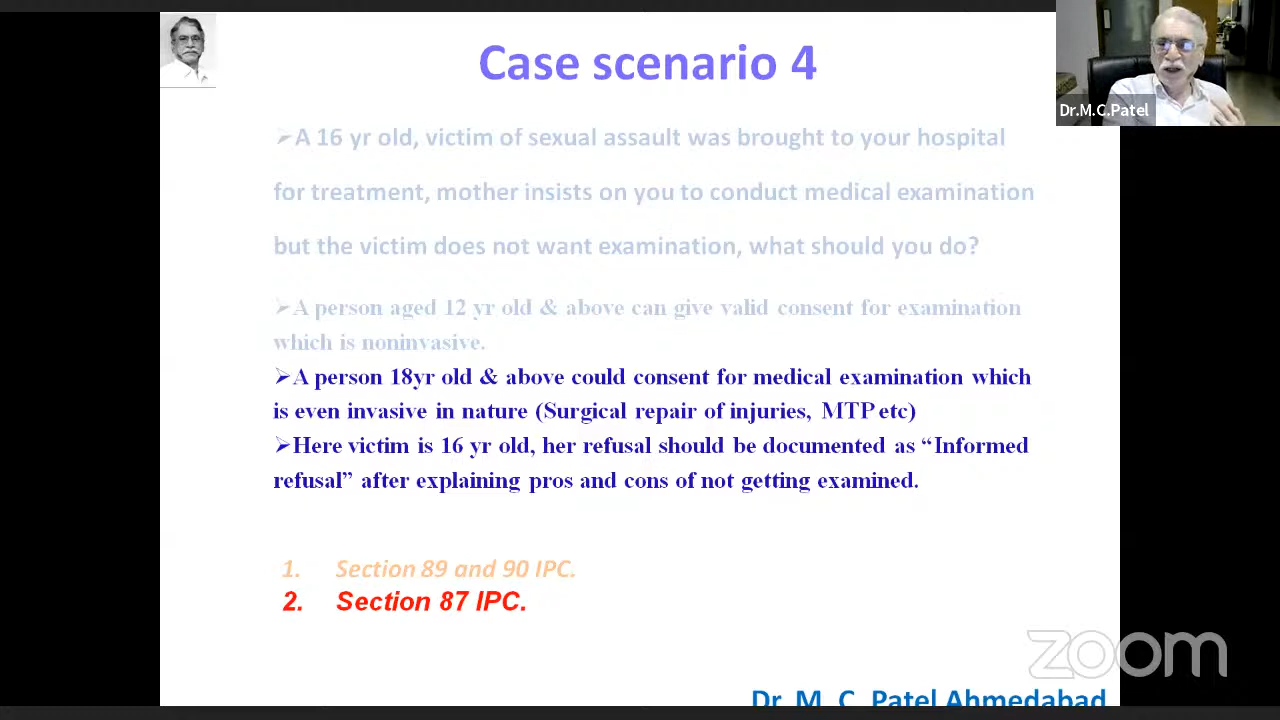 Case scenario 4
Dr.M.C.Patel
➢A 16 yr old, victim of sexual assault was brought to your hospital
for treatment, mother insists on you to conduct medical examination
but the victim does not want examination, what should you do?
➢A person aged 12 yr old & above can give valid consent for examination
which is noninvasive.
➢A person 18yr old & above could consent for medical examination which
is even invasive in nature (Surgical repair of injuries, MTP etc)
➢Here victim is 16 yr old, her refusal should be documented as “Informed
refusal” after explaining pros and cons of not getting examined.
1. Section 89 and 90 IPC.
2. Section 87 IPC.
zoom
Dr. M. C. Patel Ahmedabad